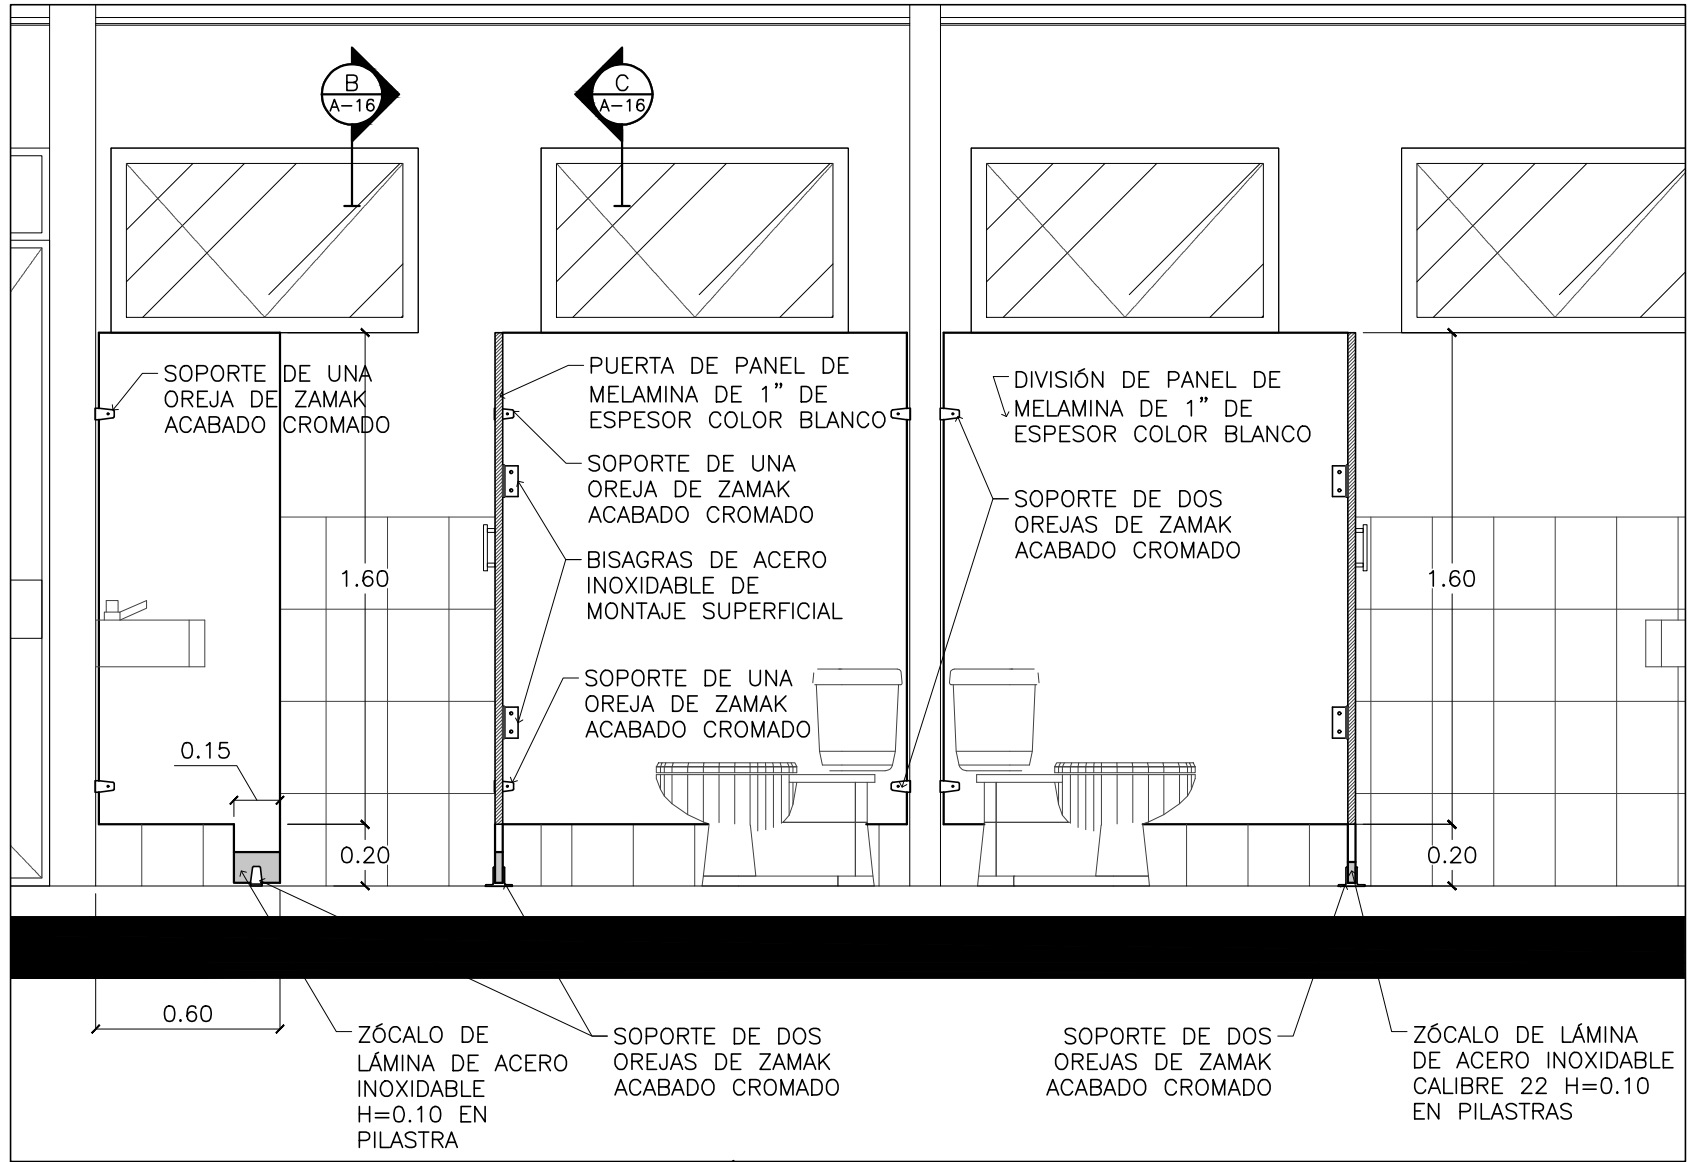 B
A-16
C
A-16
SOPORTE DE UNA
OREJA DE ZAMAK
ACABADO CROMADO
PUERTA DE PANEL DE
MELAMINA DE 1" DE
ESPESOR COLOR BLANCO
DIVISIÓN DE PANEL DE
MELAMINA DE 1" DE
ESPESOR COLOR BLANCO
SOPORTE DE UNA
OREJA DE ZAMAK
ACABADO CROMADO
SOPORTE DE DOS
OREJAS DE ZAMAK
ACABADO CROMADO
BISAGRAS DE ACERO
INOXIDABLE DE
MONTAJE SUPERFICIAL
1.60
1.60
SOPORTE DE UNA
OREJA DE ZAMAK
ACABADO CROMADO
0.15
0.20
0.20
0.60
ZÓCALO DE
LÁMINA DE ACERO
INOXIDABLE
H=0.10 EN
PILASTRA
SOPORTE DE DOS
OREJAS DE ZAMAK
ACABADO CROMADO
SOPORTE DE DOS
OREJAS DE ZAMAK
ACABADO CROMADO
ZÓCALO DE LÁMINA
DE ACERO INOXIDABLE
CALIBRE 22 H=0.10
EN PILASTRAS